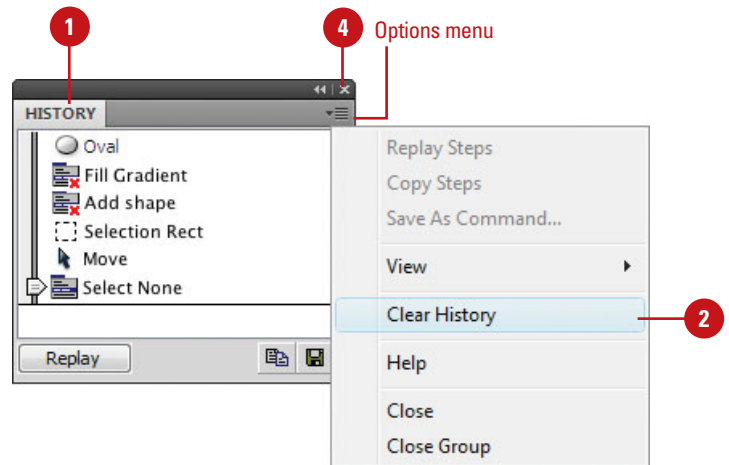 1
4
Options menu
HISTORY
Oval
Fill Gradient
Add shape
Selection Rect
Move
Select None
Replay
Replay Steps
Copy Steps
Save As Command...
View
Clear History
2
Help
Close
Close Group